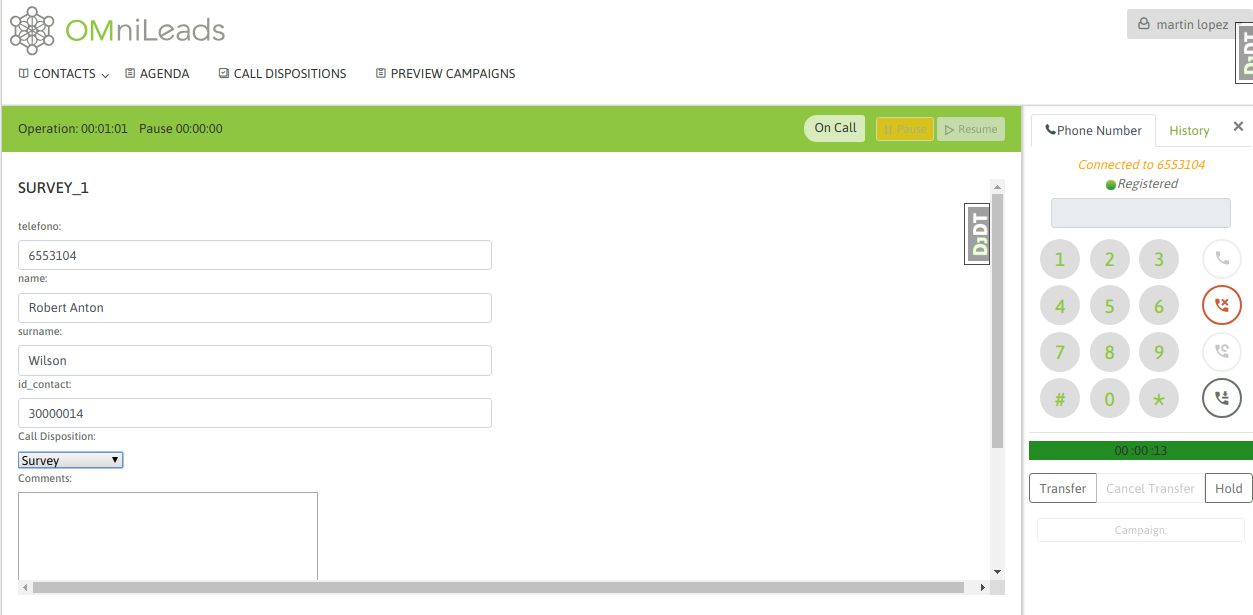 OMniLeads
martin lopez
DjDT
CONTACTS AGENDA CALL DISPOSITIONS PREVIEW CAMPAIGNS
Operation: 00:01:01 Pause 00:00:00 On Call Pause Resume
Phone Number History
Connected to 6553104
Registered
SURVEY_1
DjDT
telefono:
6553104
name:
Robert Anton
surname:
Wilson
id_contact:
30000014
Call Disposition:
Survey
Comments:
1 2 3
4 5 6
7 8 9
# 0 *
00:00:13
Transfer Cancel Transfer Hold
Campaign: